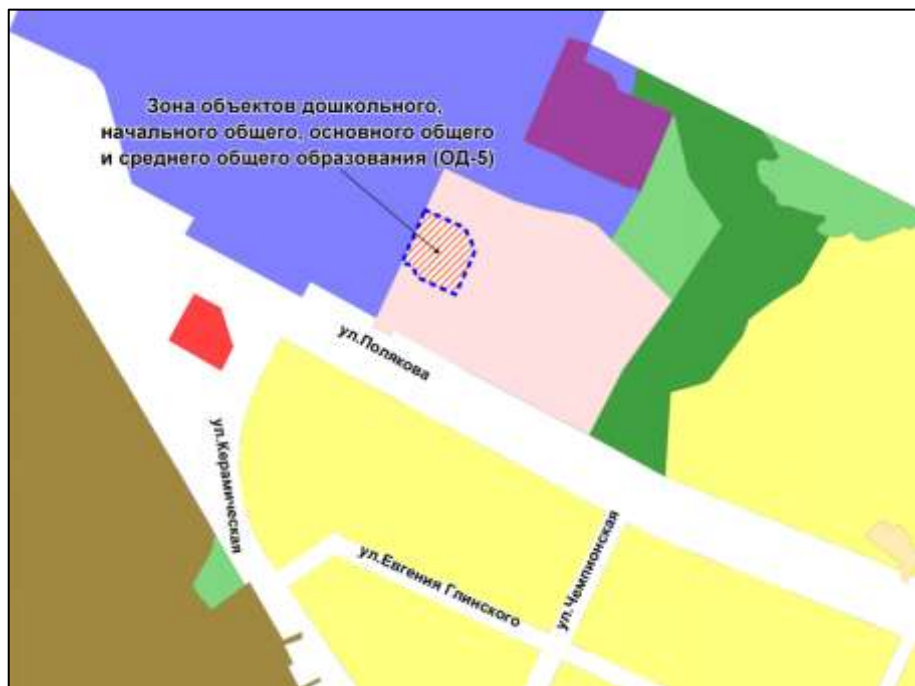 Зона объектов дошкольного,
начального общего, основного общего
и среднего общего образования (ОД-5)
ул.Полякова
ул.Керамическая
ул.Евгения Глинского
ул.Чемпионская